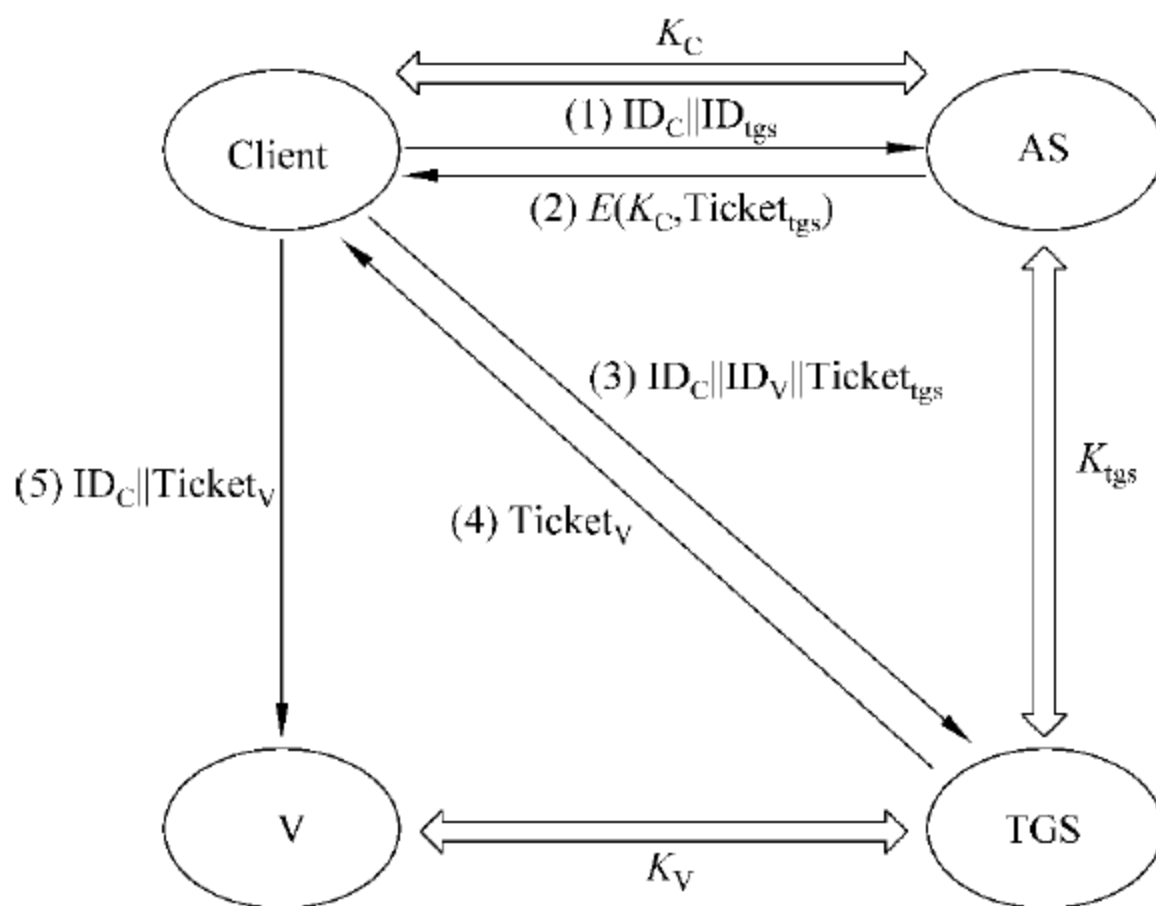 K_C
(1) ID_C||ID_tgs
Client
AS
(2) E(K_C,Ticket_tgs)
(3) ID_C||ID_V||Ticket_tgs
K_tgs
(5) ID_C||Ticket_V
(4) Ticket_V
V
TGS
K_V